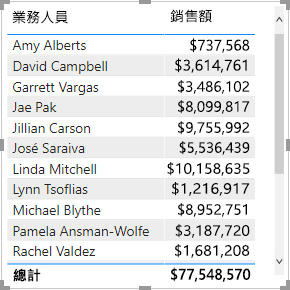 業務人員 銷售額
Amy Alberts $737,568
David Campbell $3,614,761
Garrett Vargas $3,486,102
Jae Pak $8,099,817
Jillian Carson $9,755,992
José Saraiva $5,536,439
Linda Mitchell $10,158,635
Lynn Tsoflias $1,216,917
Michael Blythe $8,952,751
Pamela Ansman-Wolfe $3,187,720
Rachel Valdez $1,681,208
總計 $77,548,570